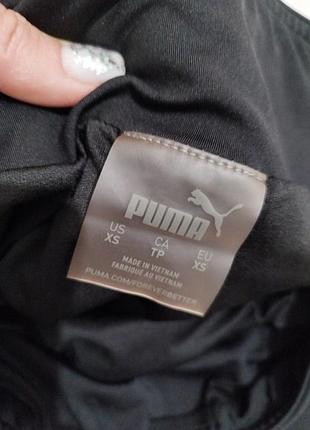 PUMA
US CA EU
XS TP XS
MADE IN VIETNAM
FABRIQUÉ AU VIETNAM
PUMA.COM/FOREVERBETTER